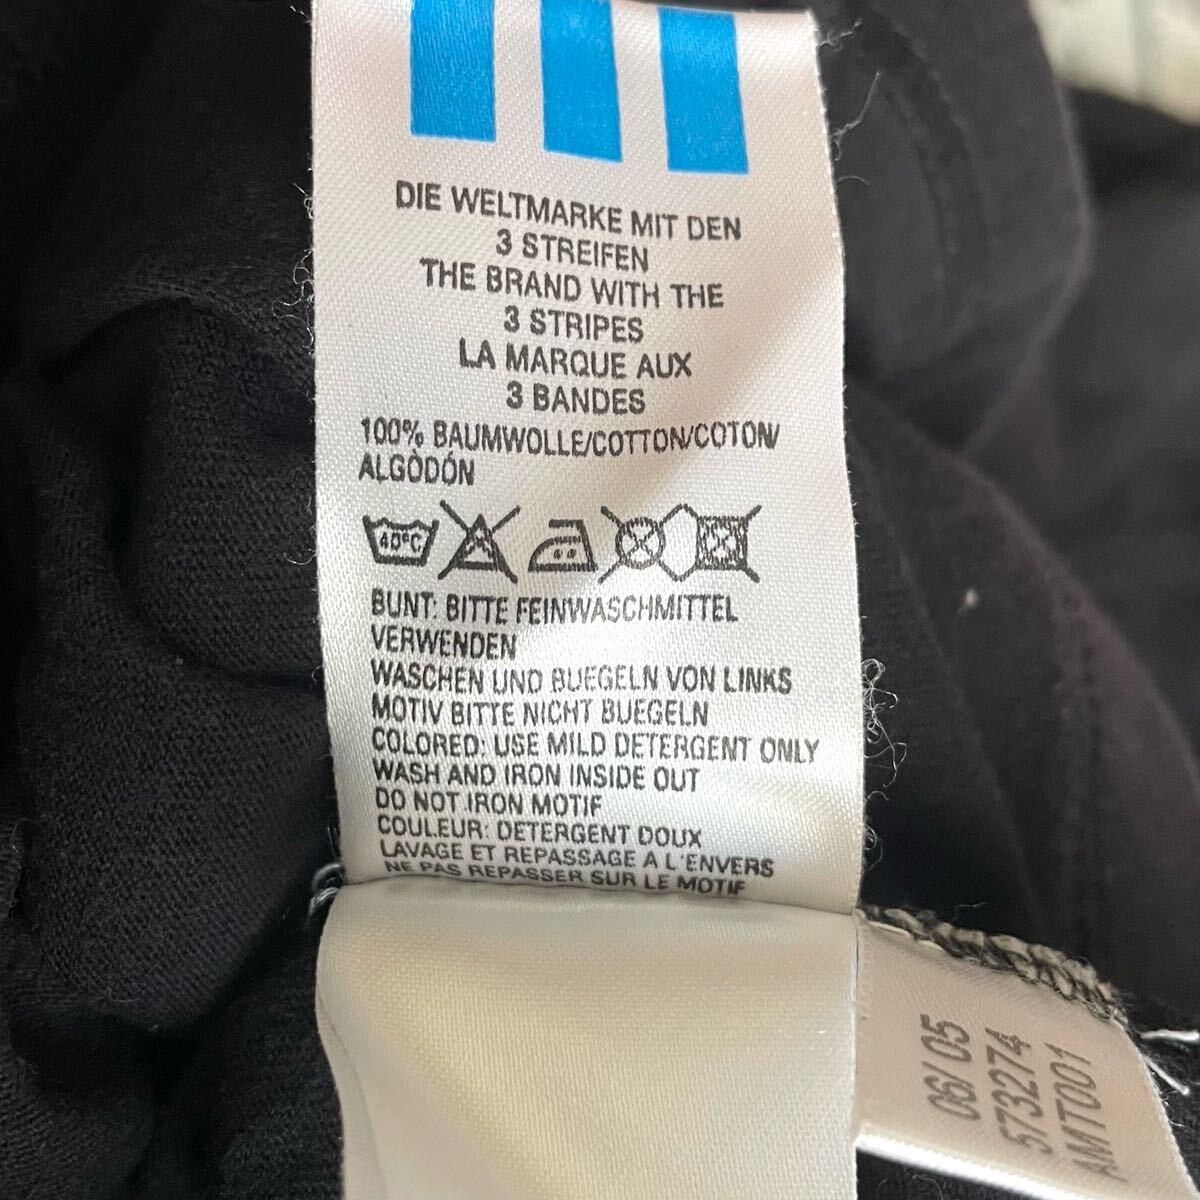 DIE WELTMARKE MIT DEN
3 STREIFEN
THE BRAND WITH THE
3 STRIPES
LA MARQUE AUX
3 BANDES
100% BAUMWOLLE/COTTON/COTON/
ALGÒDÓN
40°C
BUNT: BITTE FEINWASCHMITTEL
VERWENDEN
WASCHEN UND BUEGELN VON LINKS
MOTIV BITTE NICHT BUEGELN
COLORED: USE MILD DETERGENT ONLY
WASH AND IRON INSIDE OUT
DO NOT IRON MOTIF
COULEUR: DETERGENT DOUX
LAVAGE ET REPASSAGE A L'ENVERS
NE PAS REPASSER SUR LE MOTIF
06/05
573274
AMT001